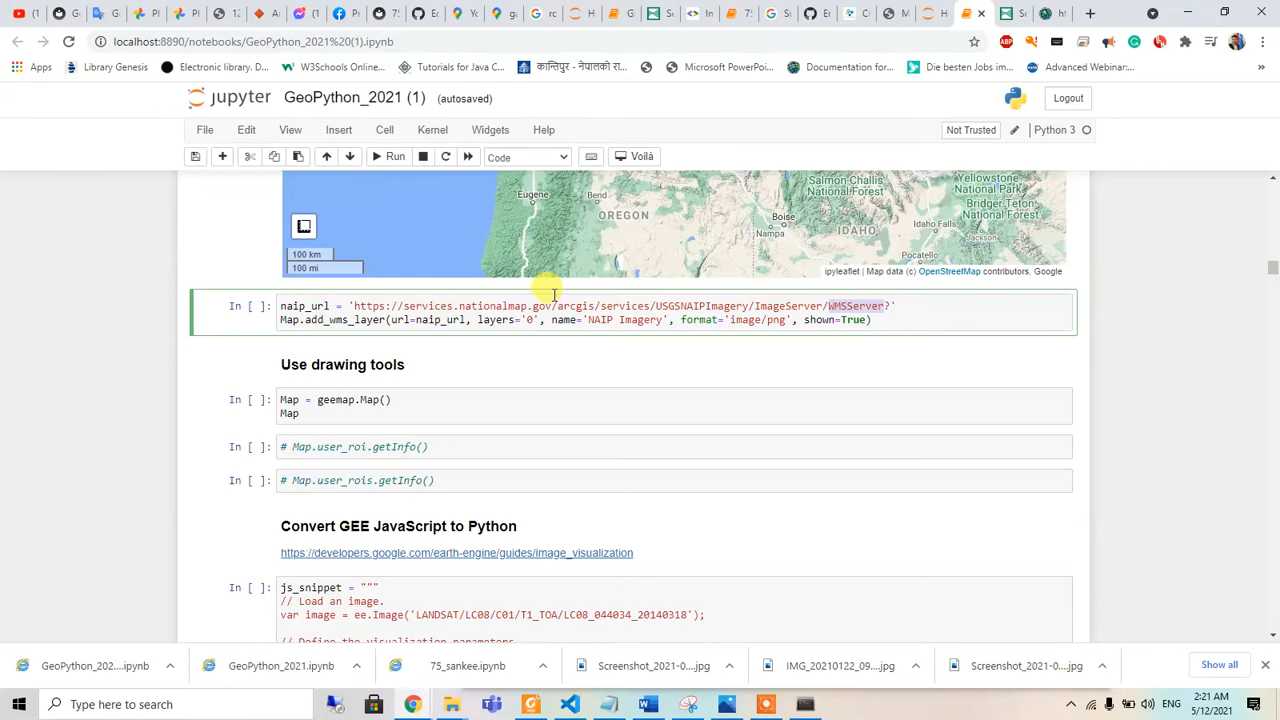 localhost:8890/notebooks/GeoPython_2021%20(1).ipynb
Apps Library Genesis Electronic library. D... W3Schools Online... Tutorials for Java C... कान्तिपुर - नेपालको रा... Microsoft PowerP... Documentation for... Die besten Jobs im... Advanced Webinar:... »
jupyter GeoPython_2021 (1) (autosaved) Logout
File Edit View Insert Cell Kernel Widgets Help Not Trusted Python 3
Run Code Voilà
Salmon-Challis
National Forest
Yellowstone
National Park
Bridger-Teton
National Forest
Eugene
Bend
OREGON
Boise
Nampa
IDAHO
Idaho Falls
Jackson
Pocatello
100 km
100 mi
ipyleaflet | Map data (c) OpenStreetMap contributors, Google
In [ ]: naip_url = 'https://services.nationalmap.gov/arcgis/services/USGSNAIPImagery/ImageServer/WMSServer?'
Map.add_wms_layer(url=naip_url, layers='0', name='NAIP Imagery', format='image/png', shown=True)
Use drawing tools
In [ ]: Map = geemap.Map()
Map
In [ ]: # Map.user_roi.getInfo()
In [ ]: # Map.user_rois.getInfo()
Convert GEE JavaScript to Python
https://developers.google.com/earth-engine/guides/image_visualization
In [ ]: js_snippet = """
// Load an image.
var image = ee.Image('LANDSAT/LC08/C01/T1_TOA/LC08_044034_20140318');
// Define the visualization parameters
GeoPython_202....ipynb GeoPython_2021.ipynb 75_sankee.ipynb Screenshot_2021-0....jpg IMG_20210122_09....jpg Screenshot_2021-0....jpg Show all
Type here to search ENG 2:21 AM
5/12/2021